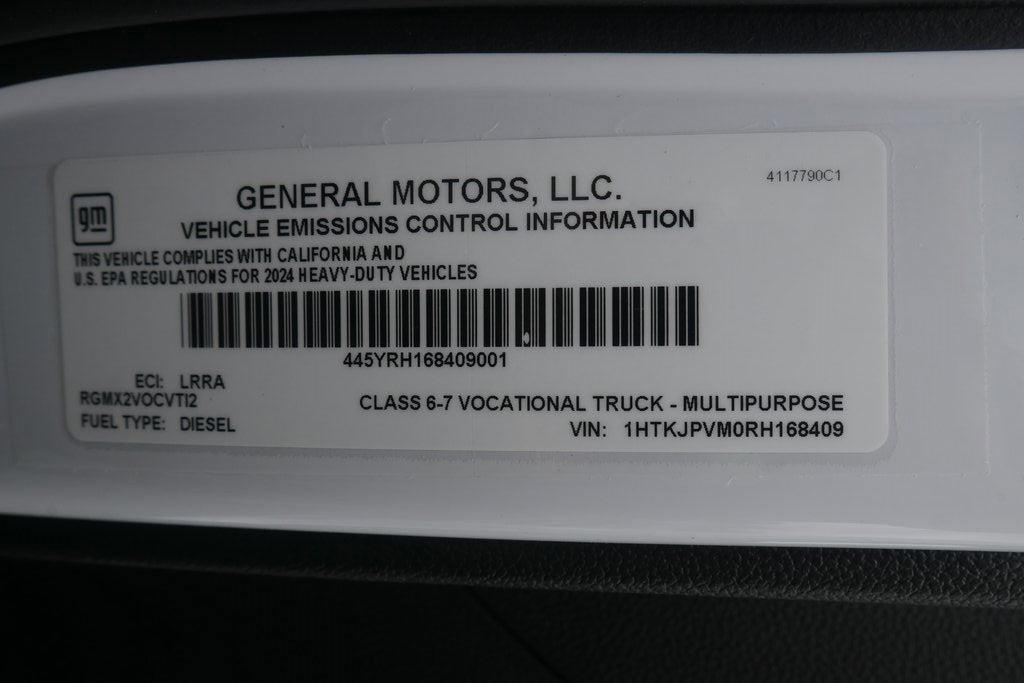 4117790C1
gm
GENERAL MOTORS, LLC.
VEHICLE EMISSIONS CONTROL INFORMATION
THIS VEHICLE COMPLIES WITH CALIFORNIA AND
U.S. EPA REGULATIONS FOR 2024 HEAVY-DUTY VEHICLES
445YRH168409001
ECI: LRRA
RGMX2VOCVTI2
FUEL TYPE: DIESEL
CLASS 6-7 VOCATIONAL TRUCK - MULTIPURPOSE
VIN: 1HTKJPVM0RH168409